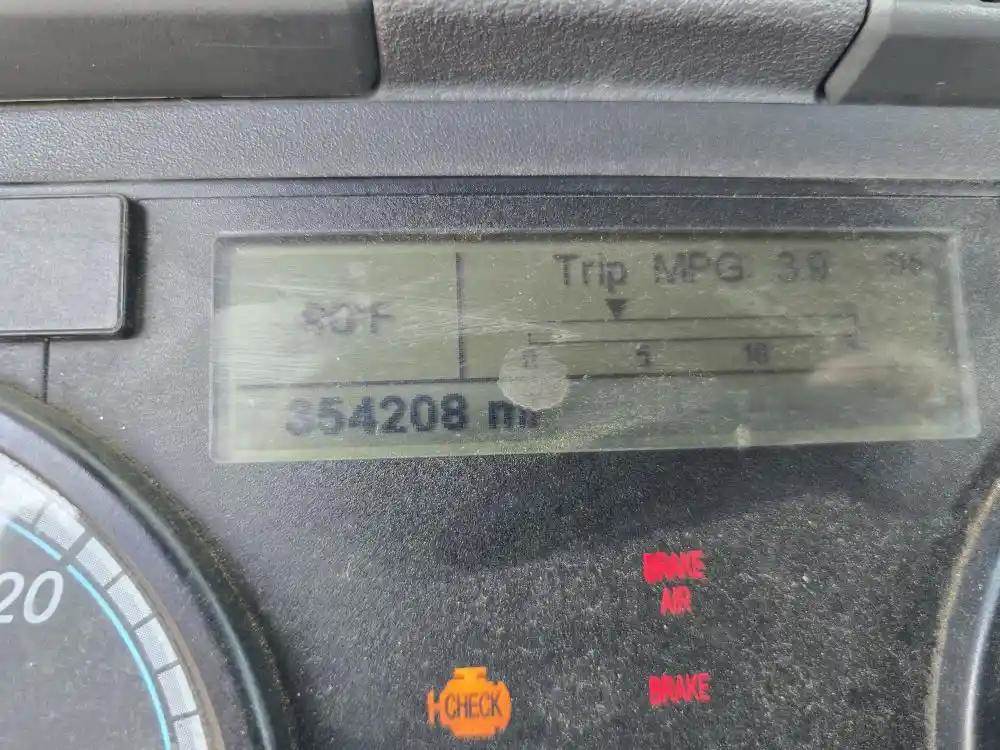 Trip MPG 3.9
0 5 10
354208 mi
BRAKE
AIR
20
CHECK
BRAKE